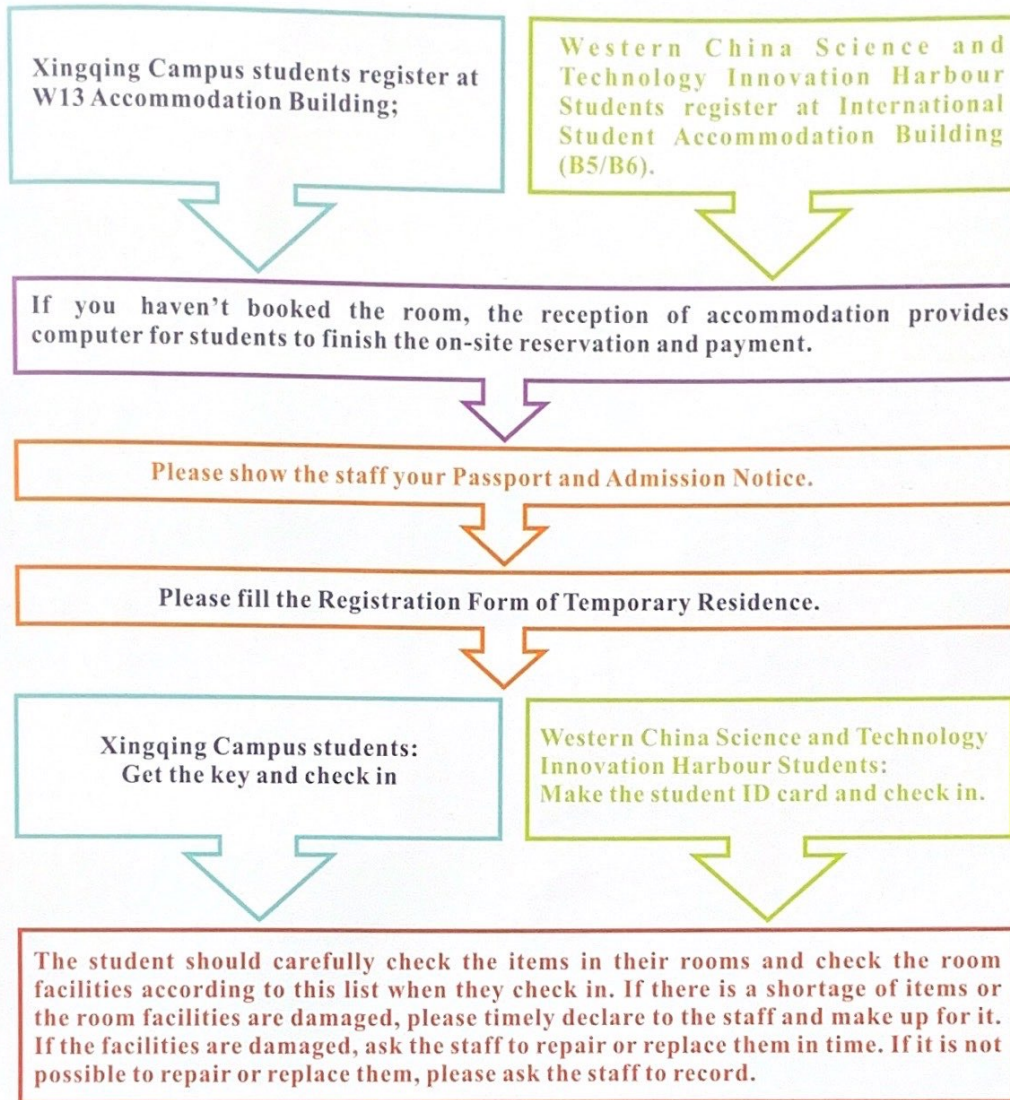 Xingqing Campus students register at
W13 Accommodation Building;
Western China Science and
Technology Innovation Harbour
Students register at International
Student Accommodation Building
(B5/B6).
If you haven't booked the room, the reception of accommodation provides
computer for students to finish the on-site reservation and payment.
Please show the staff your Passport and Admission Notice.
Please fill the Registration Form of Temporary Residence.
Xingqing Campus students:
Get the key and check in
Western China Science and Technology
Innovation Harbour Students:
Make the student ID card and check in.
The student should carefully check the items in their rooms and check the room
facilities according to this list when they check in. If there is a shortage of items or
the room facilities are damaged, please timely declare to the staff and make up for it.
If the facilities are damaged, ask the staff to repair or replace them in time. If it is not
possible to repair or replace them, please ask the staff to record.